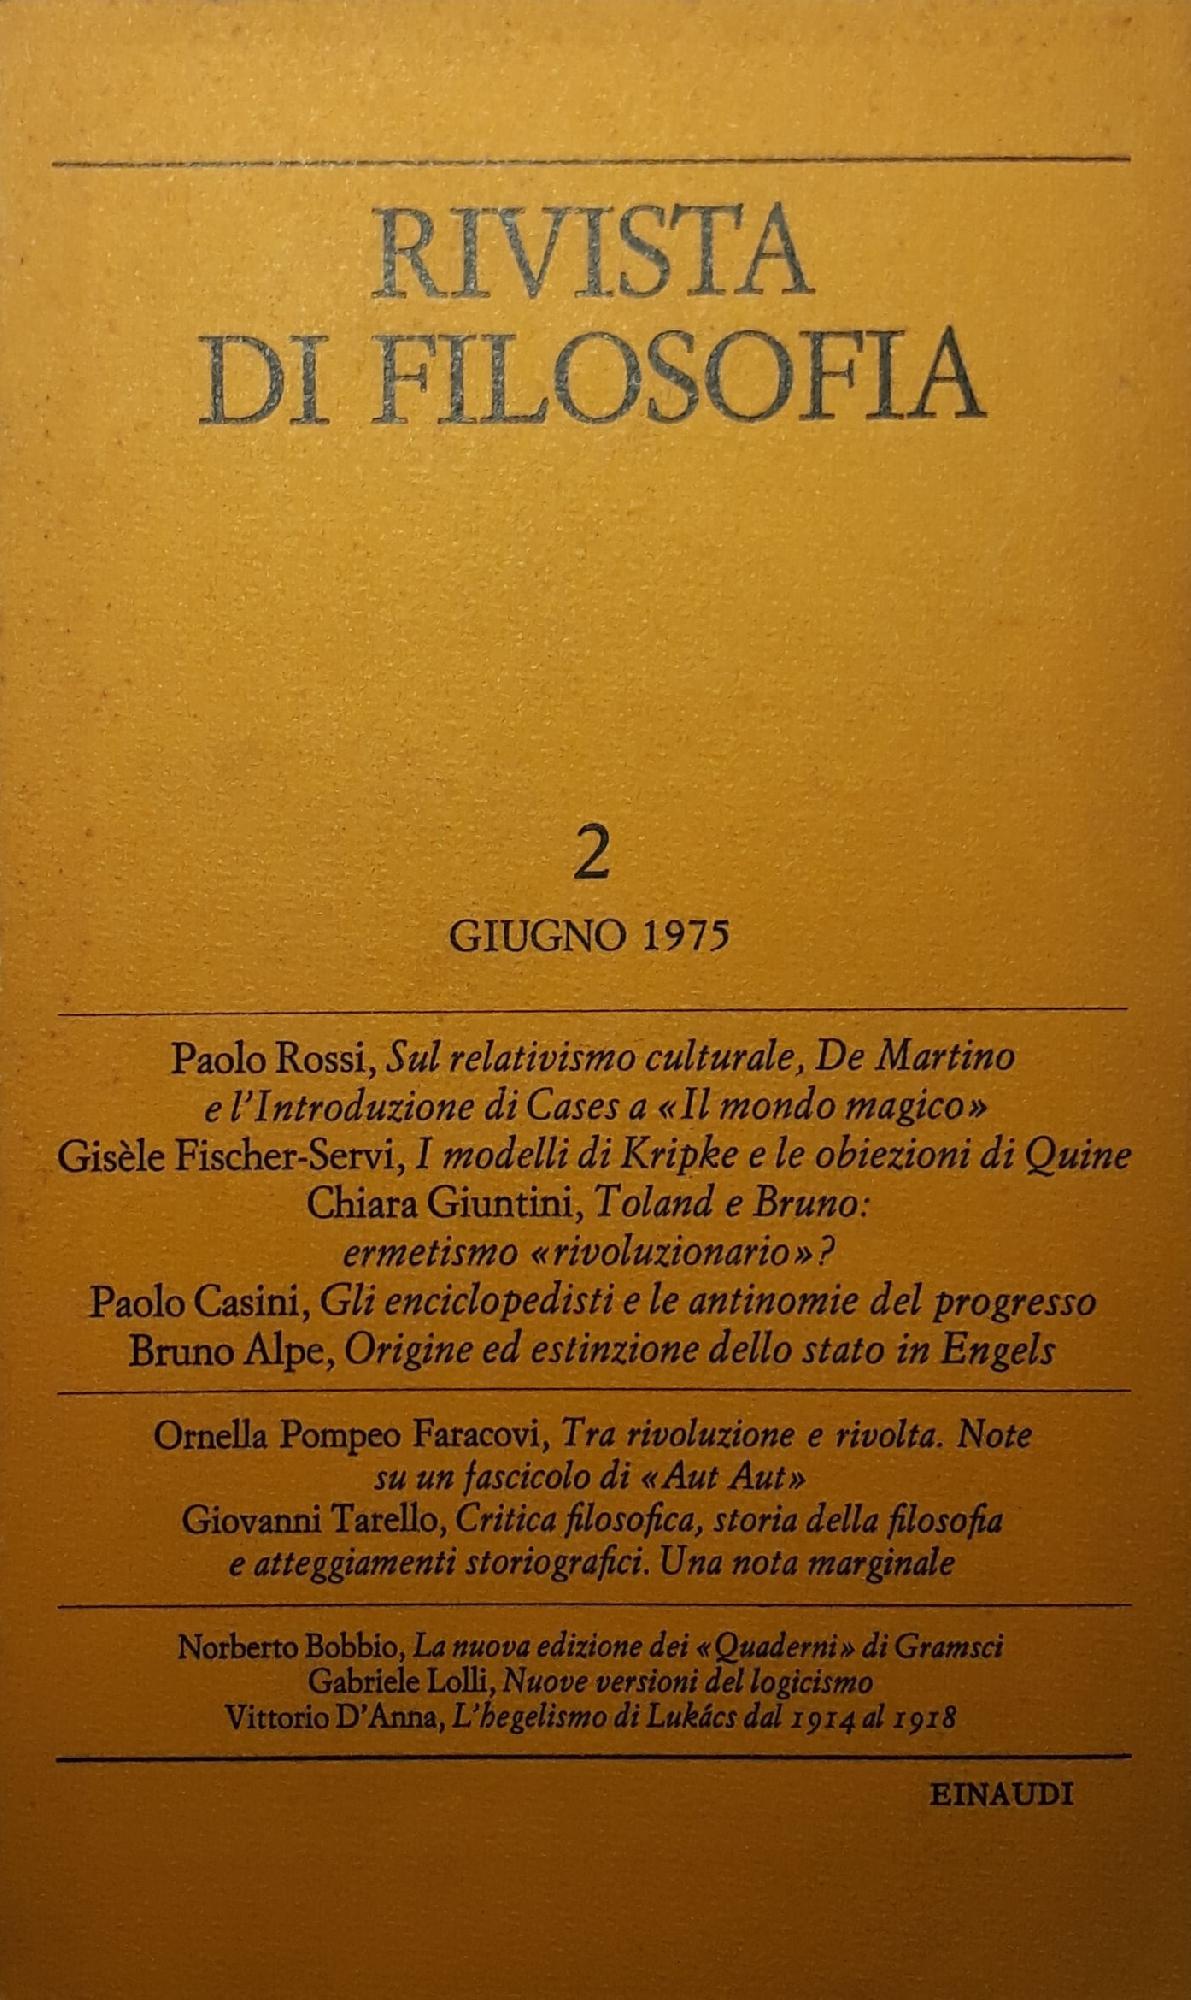 RIVISTA
DI FILOSOFIA
2
GIUGNO 1975
Paolo Rossi, Sul relativismo culturale, De Martino
e l'Introduzione di Cases a «Il mondo magico»
Gisèle Fischer-Servi, I modelli di Kripke e le obiezioni di Quine
Chiara Giuntini, Toland e Bruno:
ermetismo «rivoluzionario»?
Paolo Casini, Gli enciclopedisti e le antinomie del progresso
Bruno Alpe, Origine ed estinzione dello stato in Engels
Ornella Pompeo Faracovi, Tra rivoluzione e rivolta. Note
su un fascicolo di «Aut Aut»
Giovanni Tarello, Critica filosofica, storia della filosofia
e atteggiamenti storiografici. Una nota marginale
Norberto Bobbio, La nuova edizione dei «Quaderni» di Gramsci
Gabriele Lolli, Nuove versioni del logicismo
Vittorio D'Anna, L'hegelismo di Lukács dal 1914 al 1918
EINAUDI